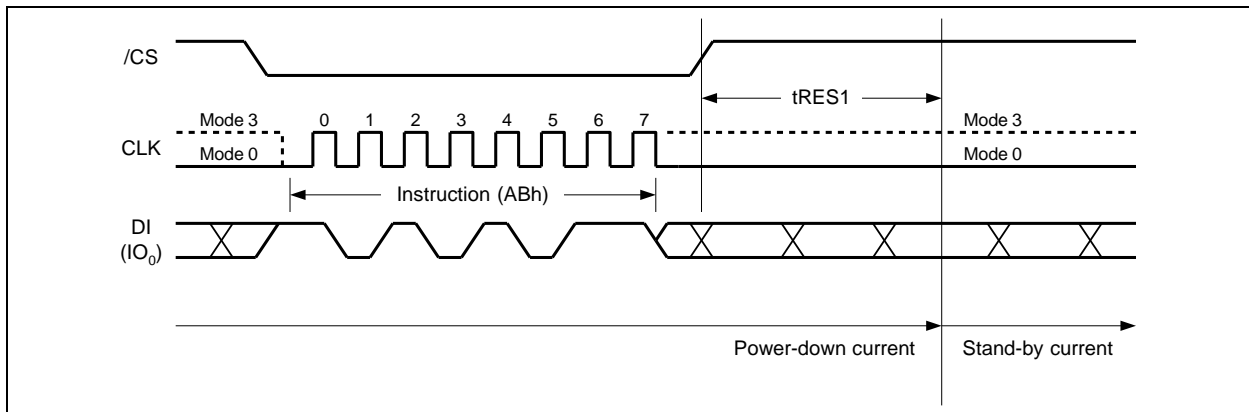 /CS
tRES1
Mode 3 0 1 2 3 4 5 6 7 Mode 3
CLK
Mode 0 Mode 0
Instruction (ABh)
DI
(IO₀)
Power-down current Stand-by current